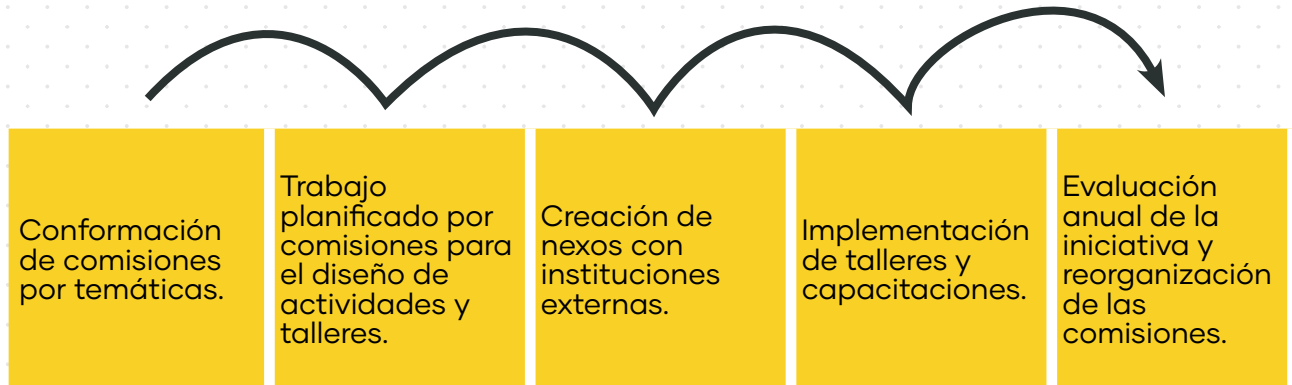 Conformación
de comisiones
por temáticas.
Trabajo
planificado por
comisiones para
el diseño de
actividades y
talleres.
Creación de
nexos con
instituciones
externas.
Implementación
de talleres y
capacitaciones.
Evaluación
anual de la
iniciativa y
reorganización
de las
comisiones.